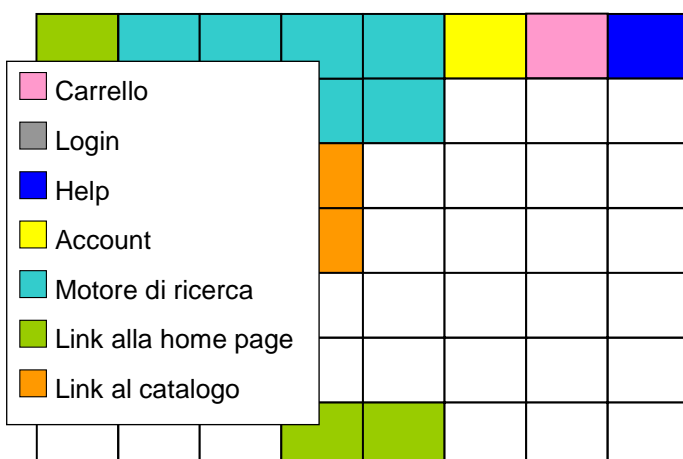 Carrello
Login
Help
Account
Motore di ricerca
Link alla home page
Link al catalogo